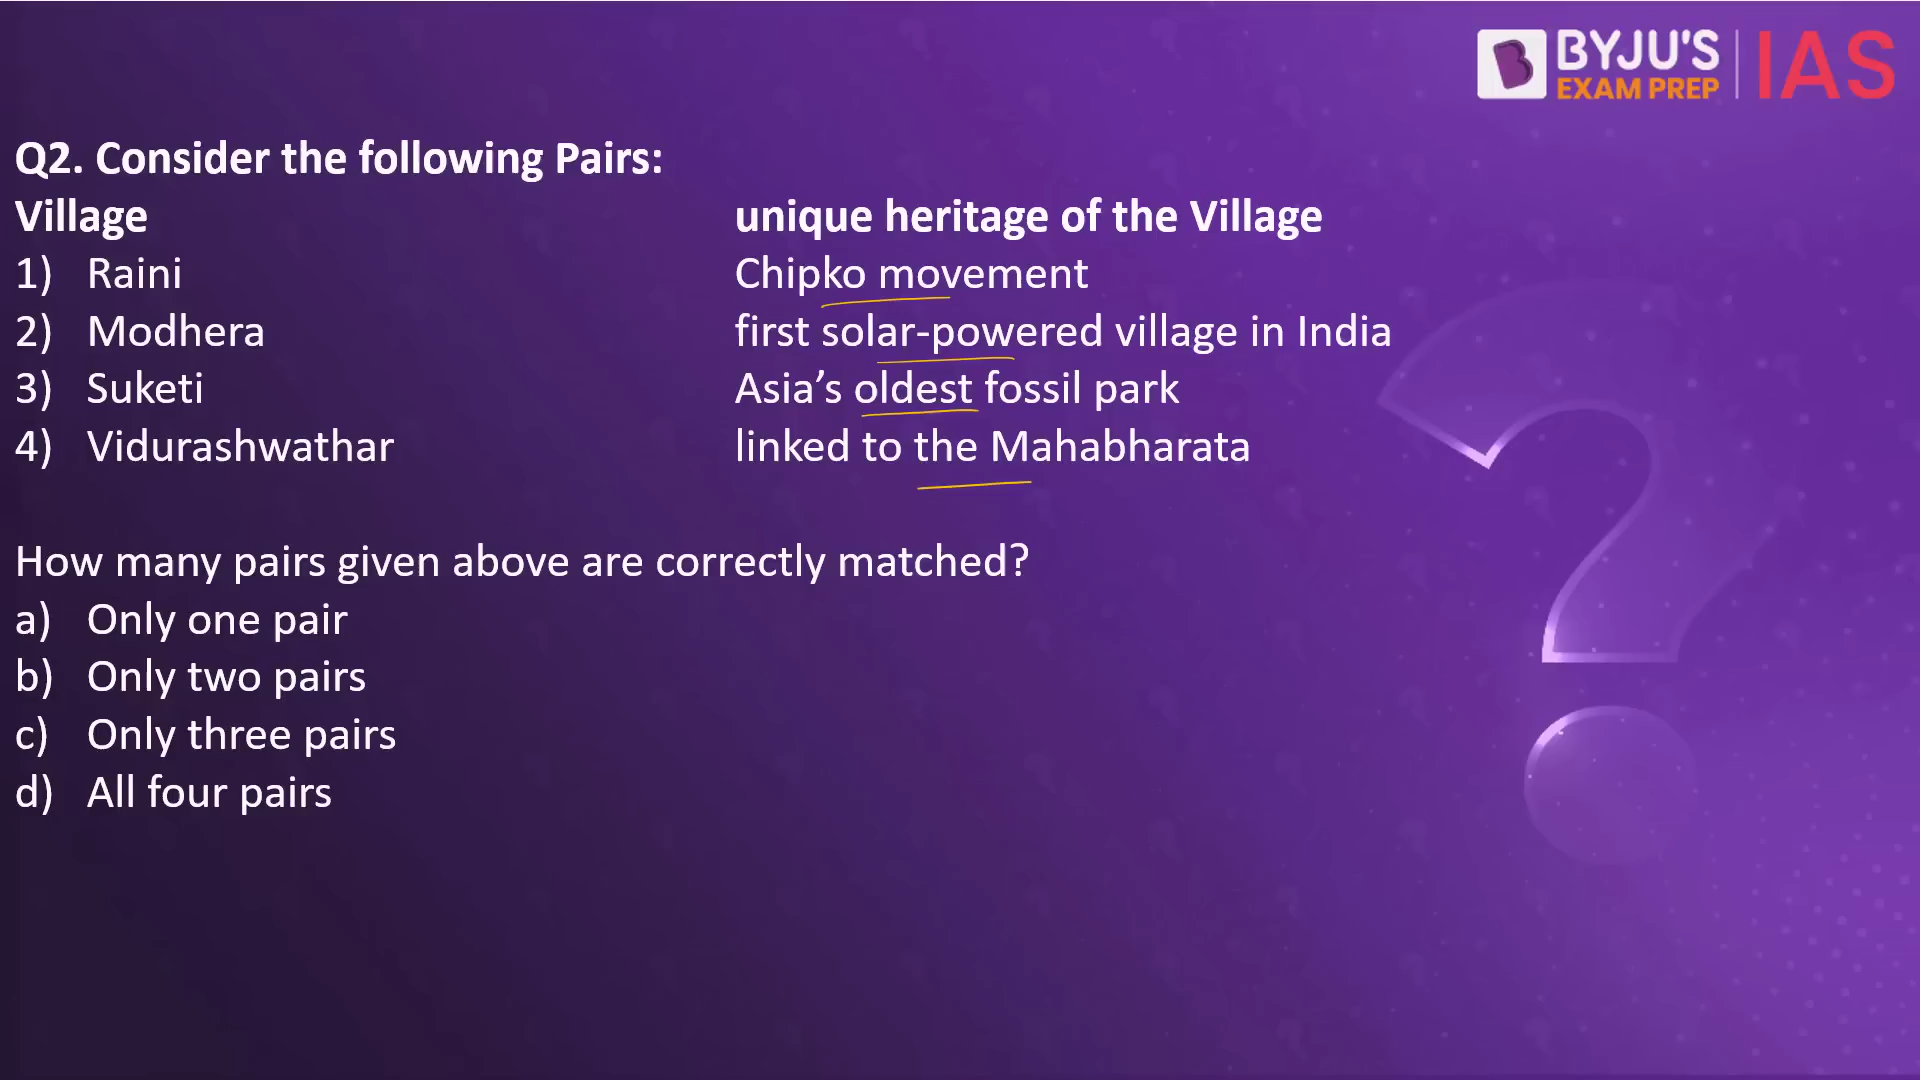 BYJU'S
EXAM PREP
IAS
Q2. Consider the following Pairs:
Village unique heritage of the Village
1) Raini Chipko movement
2) Modhera first solar-powered village in India
3) Suketi Asia's oldest fossil park
4) Vidurashwathar linked to the Mahabharata
How many pairs given above are correctly matched?
a) Only one pair
b) Only two pairs
c) Only three pairs
d) All four pairs